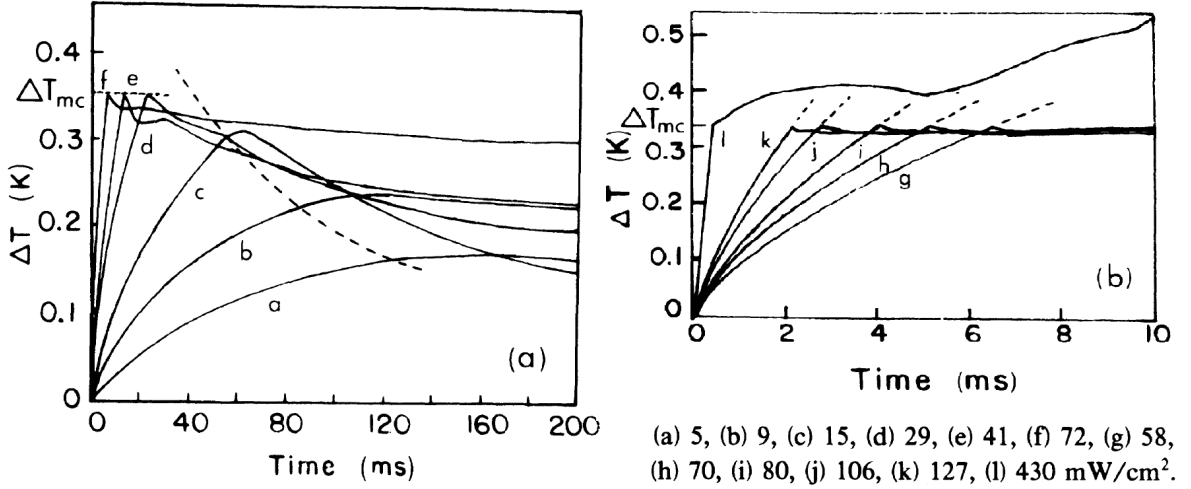 0.4
ΔT_mc
0.3
0.2
0.1
0
ΔT (K)
f e
d
c
b
a
(a)
0 40 80 120 160 200
Time (ms)
0.5
0.4
ΔT_mc
0.3
0.2
0.1
0
ΔT (K)
l
k
j
i
h
g
(b)
0 2 4 6 8 10
Time (ms)
(a) 5, (b) 9, (c) 15, (d) 29, (e) 41, (f) 72, (g) 58,
(h) 70, (i) 80, (j) 106, (k) 127, (l) 430 mW/cm².